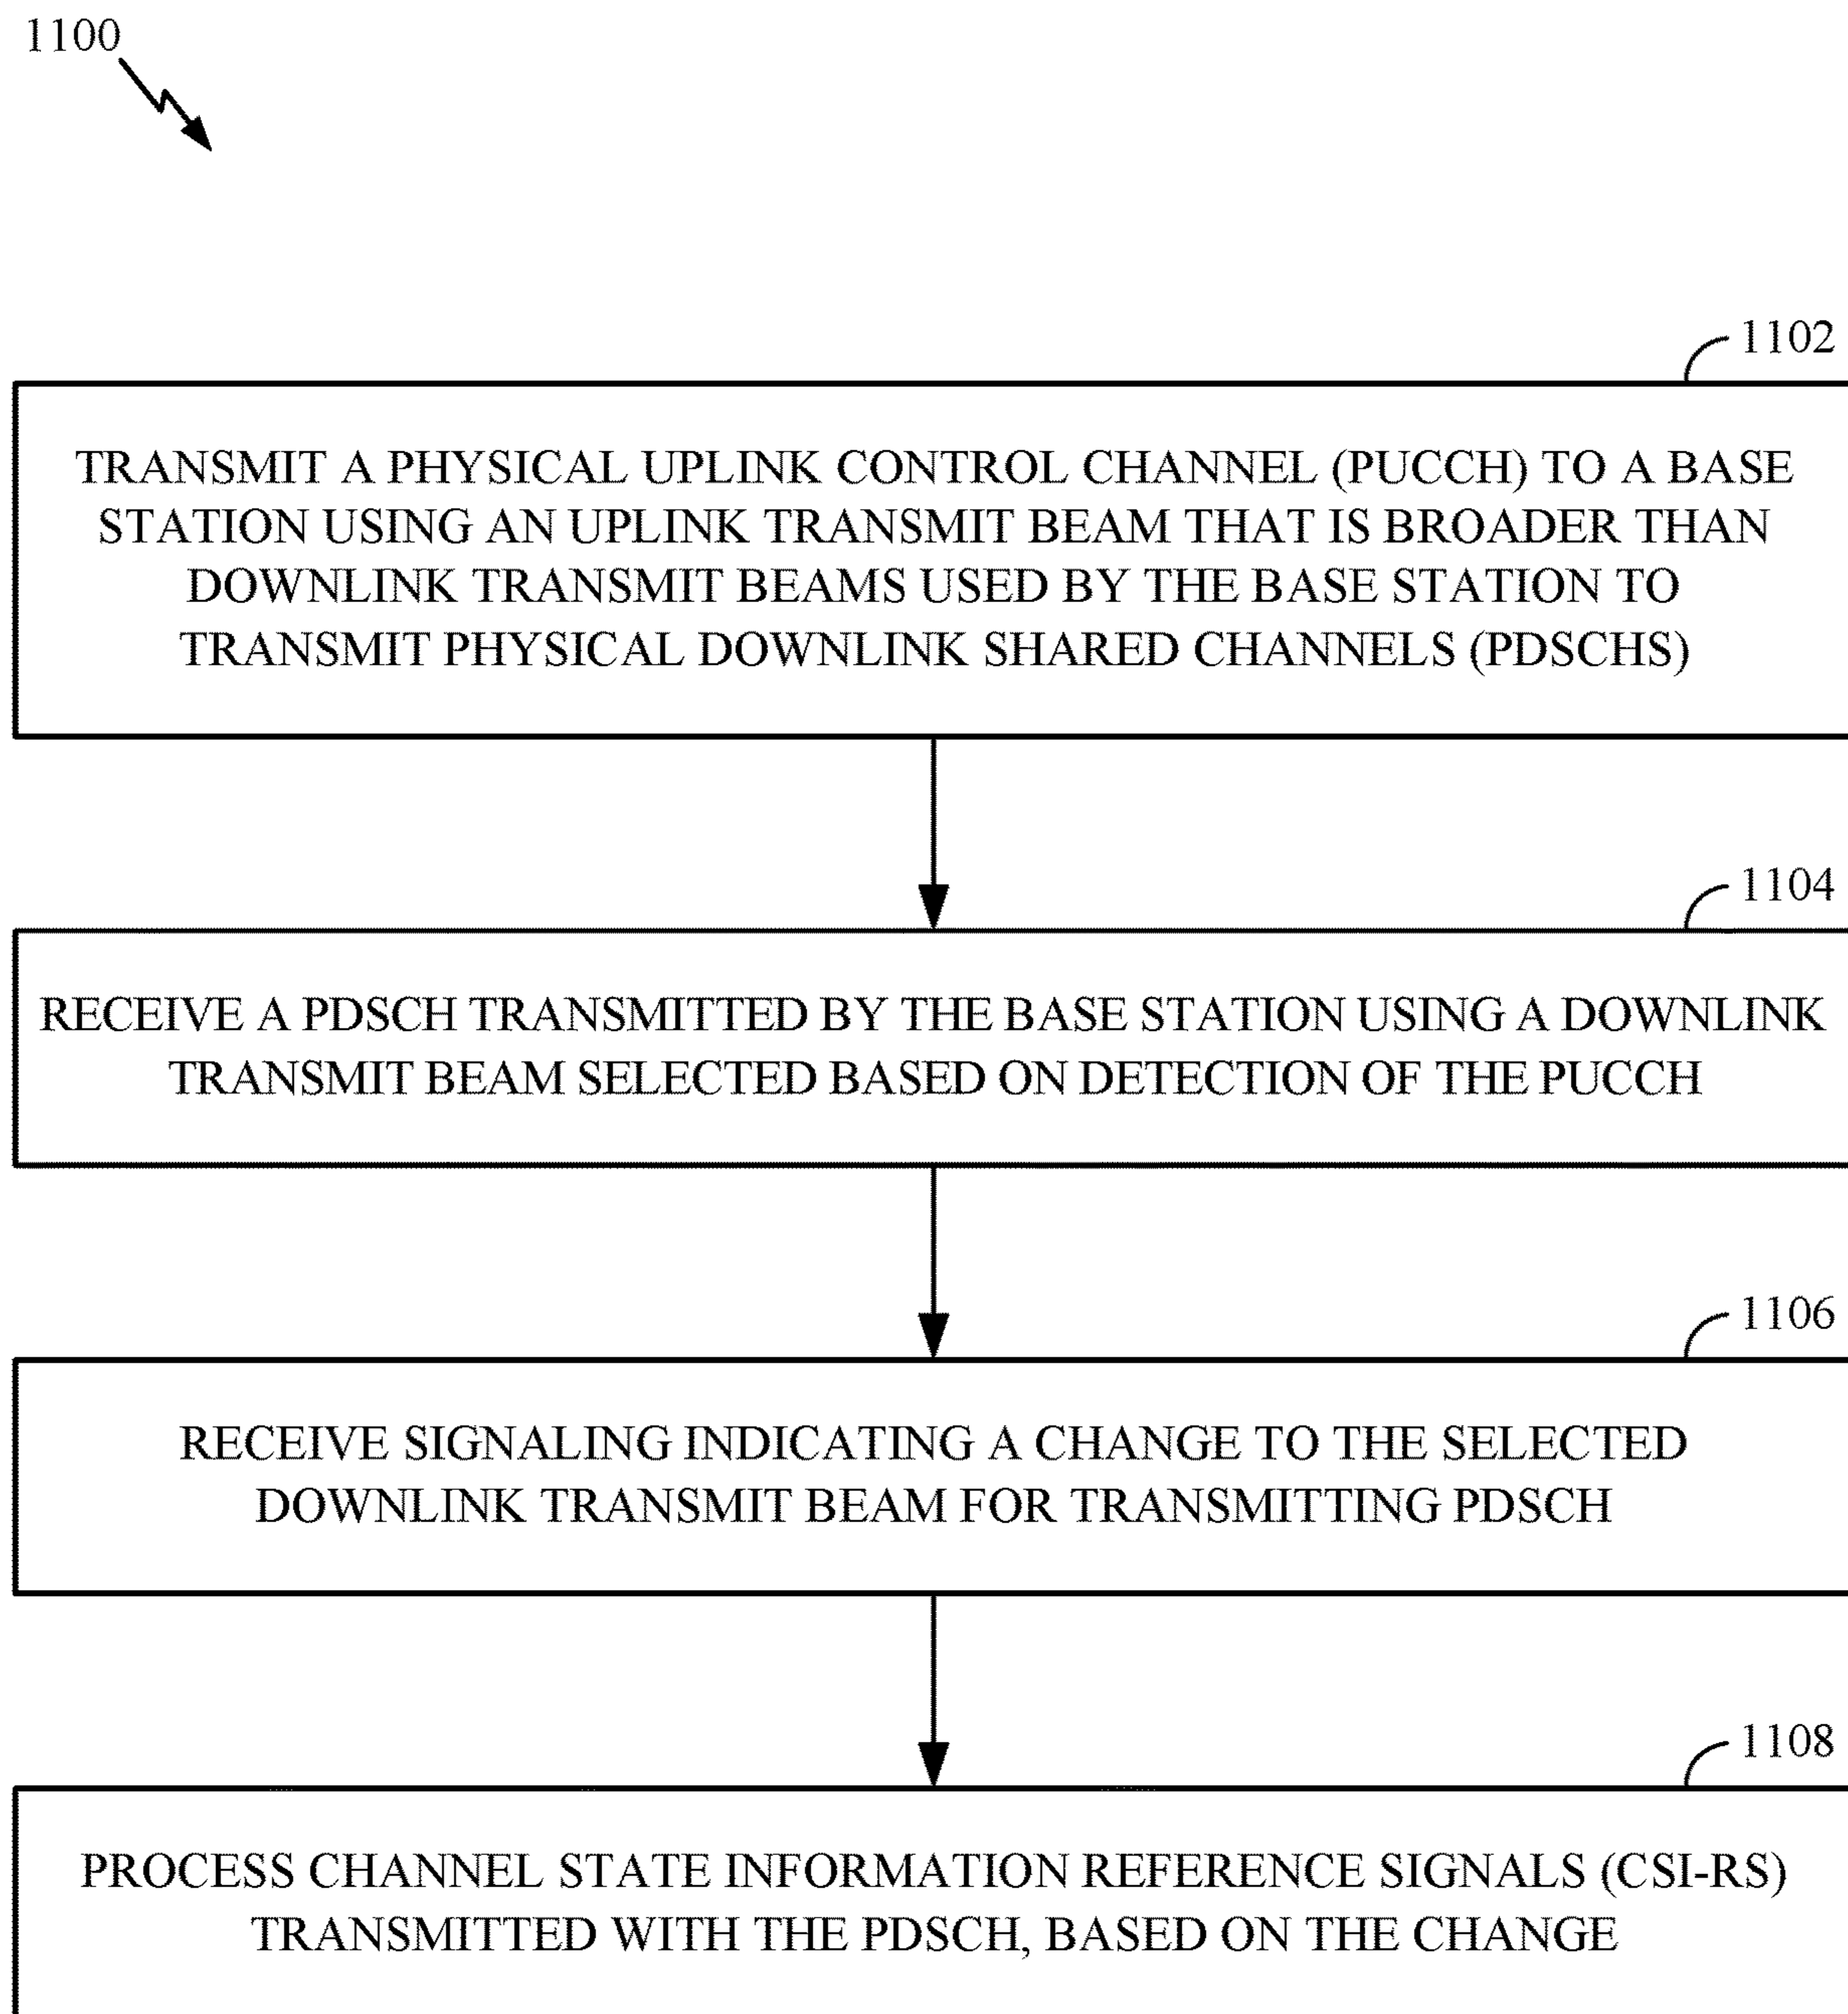 1100
1102
TRANSMIT A PHYSICAL UPLINK CONTROL CHANNEL (PUCCH) TO A BASE
STATION USING AN UPLINK TRANSMIT BEAM THAT IS BROADER THAN
DOWNLINK TRANSMIT BEAMS USED BY THE BASE STATION TO
TRANSMIT PHYSICAL DOWNLINK SHARED CHANNELS (PDSCHS)
1104
RECEIVE A PDSCH TRANSMITTED BY THE BASE STATION USING A DOWNLINK
TRANSMIT BEAM SELECTED BASED ON DETECTION OF THE PUCCH
1106
RECEIVE SIGNALING INDICATING A CHANGE TO THE SELECTED
DOWNLINK TRANSMIT BEAM FOR TRANSMITTING PDSCH
1108
PROCESS CHANNEL STATE INFORMATION REFERENCE SIGNALS (CSI-RS)
TRANSMITTED WITH THE PDSCH, BASED ON THE CHANGE